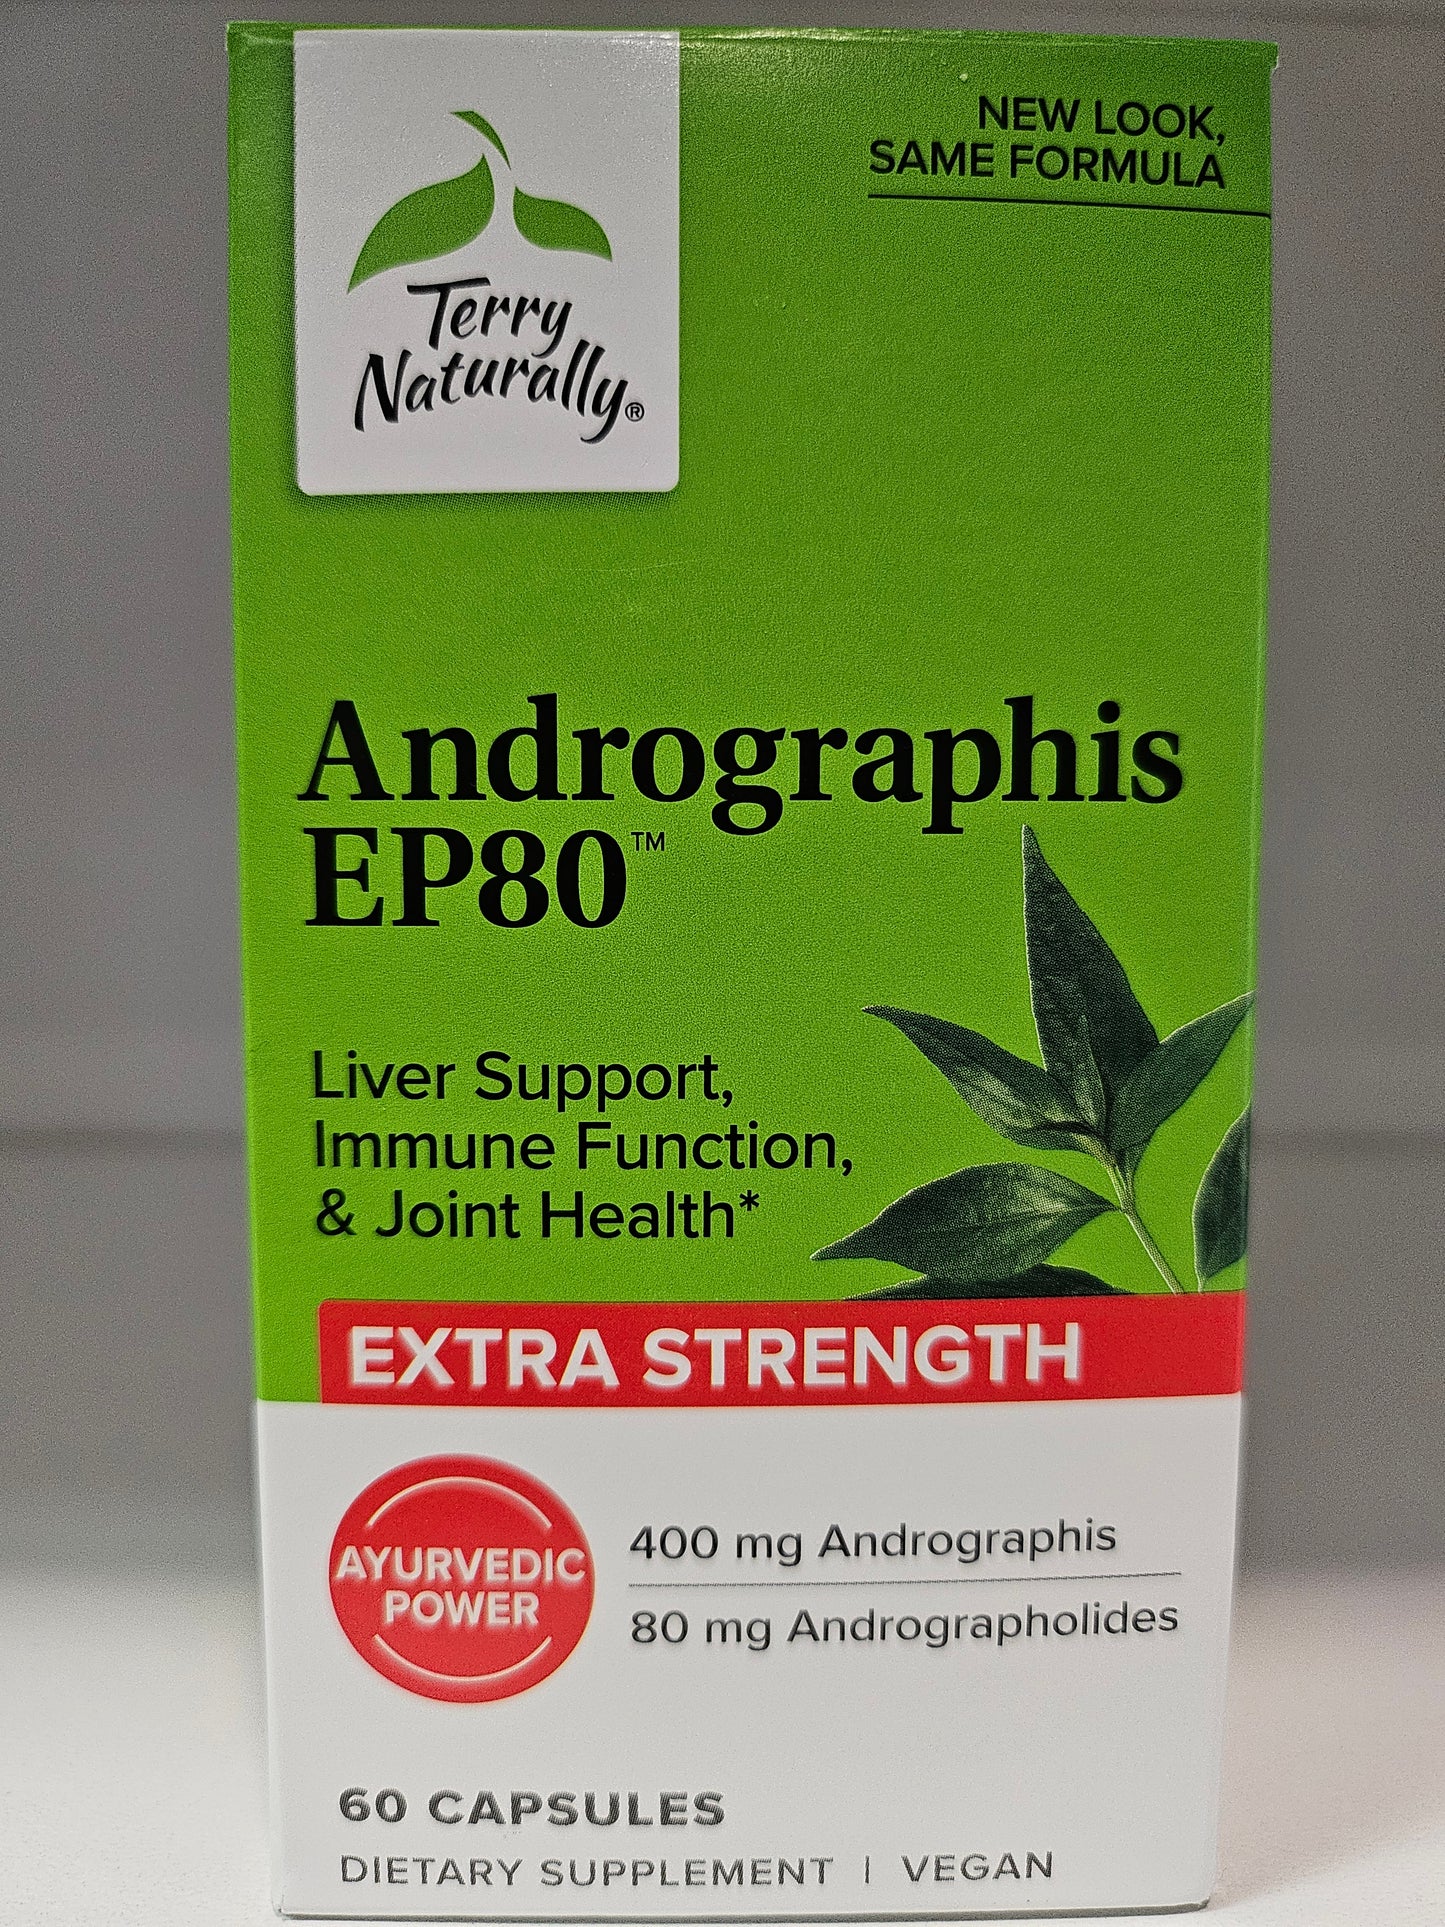 NEW LOOK,
SAME FORMULA
Terry
Naturally®
Andrographis
EP80™
Liver Support,
Immune Function,
& Joint Health*
EXTRA STRENGTH
AYURVEDIC
POWER
400 mg Andrographis
80 mg Andrographolides
60 CAPSULES
DIETARY SUPPLEMENT | VEGAN